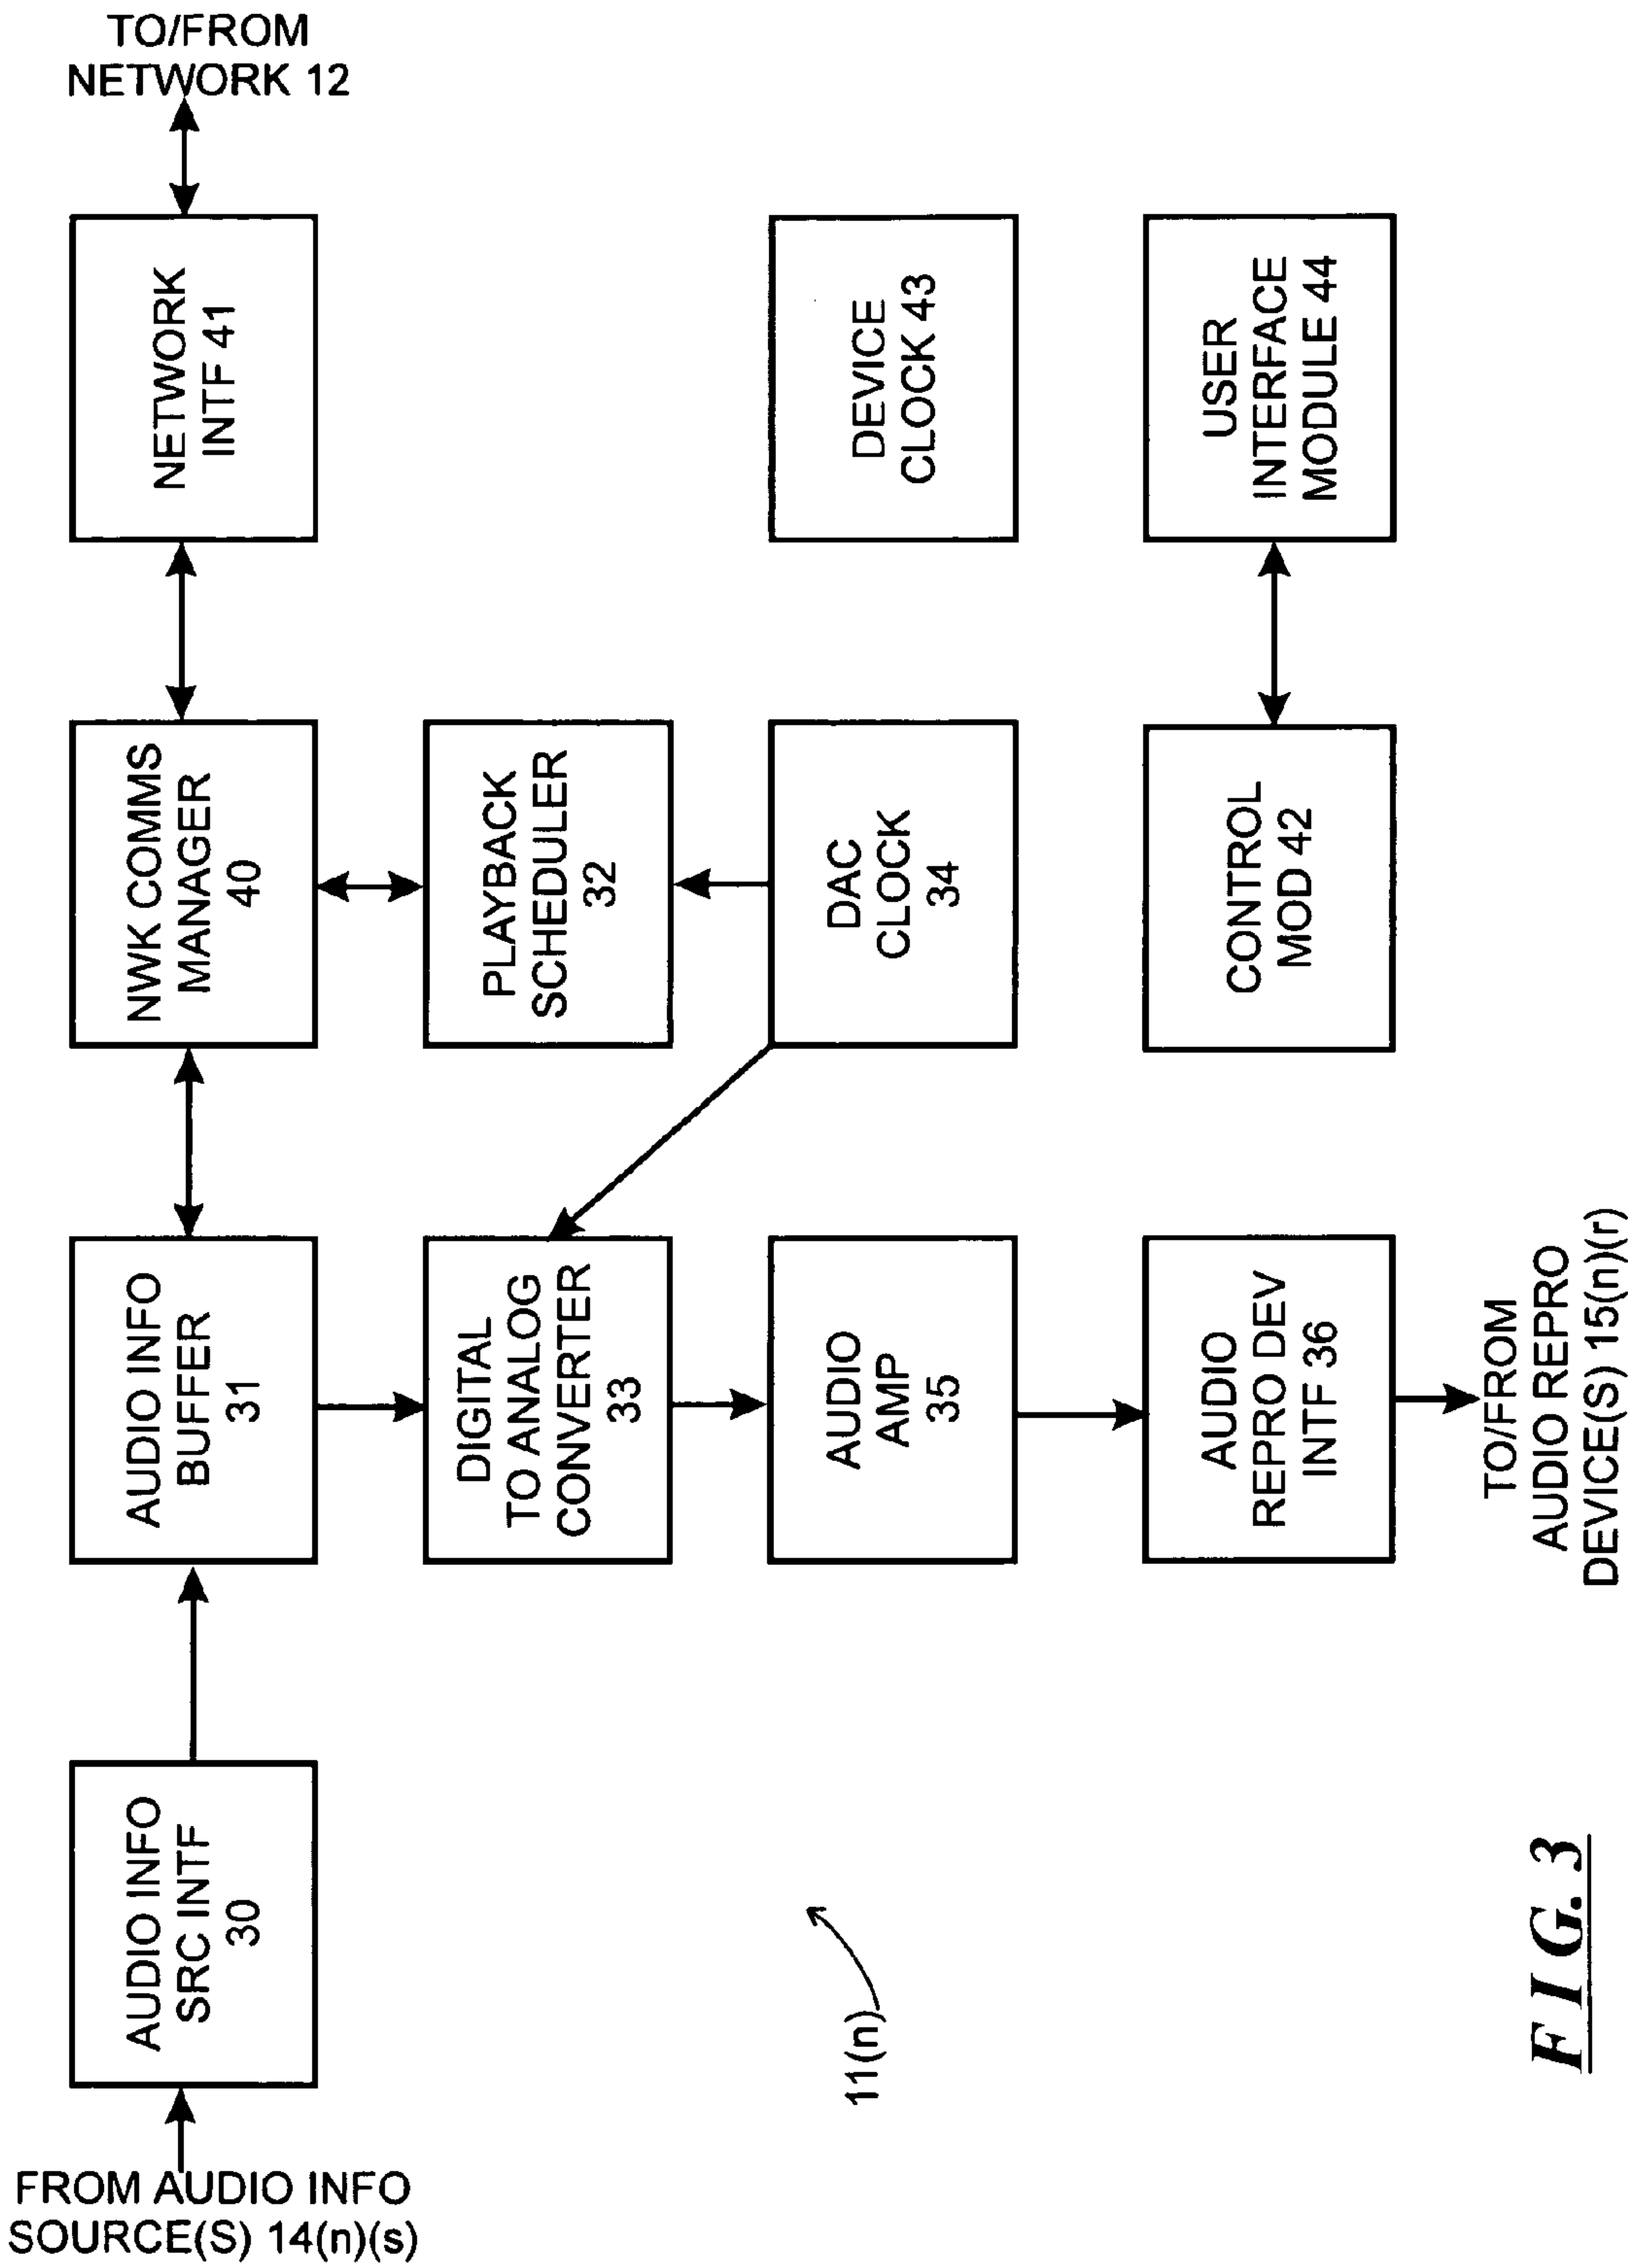 FROM AUDIO INFO
SOURCE(S) 14(n)(s)
AUDIO INFO
SRC INTF
30
AUDIO INFO
BUFFER
31
NWK COMMS
MANAGER
40
NETWORK
INTF 41
TO/FROM
NETWORK 12
DIGITAL
TO ANALOG
CONVERTER
33
PLAYBACK
SCHEDULER
32
AUDIO
AMP
35
DAC
CLOCK
34
DEVICE
CLOCK 43
11(n)
AUDIO
REPRO DEV
INTF 36
CONTROL
MOD 42
USER
INTERFACE
MODULE 44
TO/FROM
AUDIO REPRO
DEVICE(S) 15(n)(r)
FIG. 3